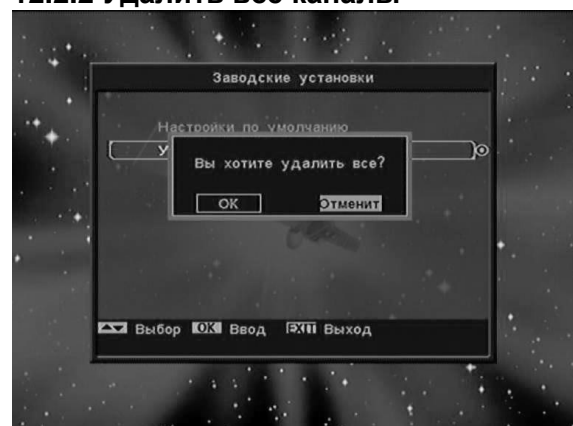 12.2.2 Удалить все каналы
Заводские установки
Настройки по умолчанию
У
Вы хотите удалить все?
OK
Отменит
Выбор OK Ввод EXIT Выход